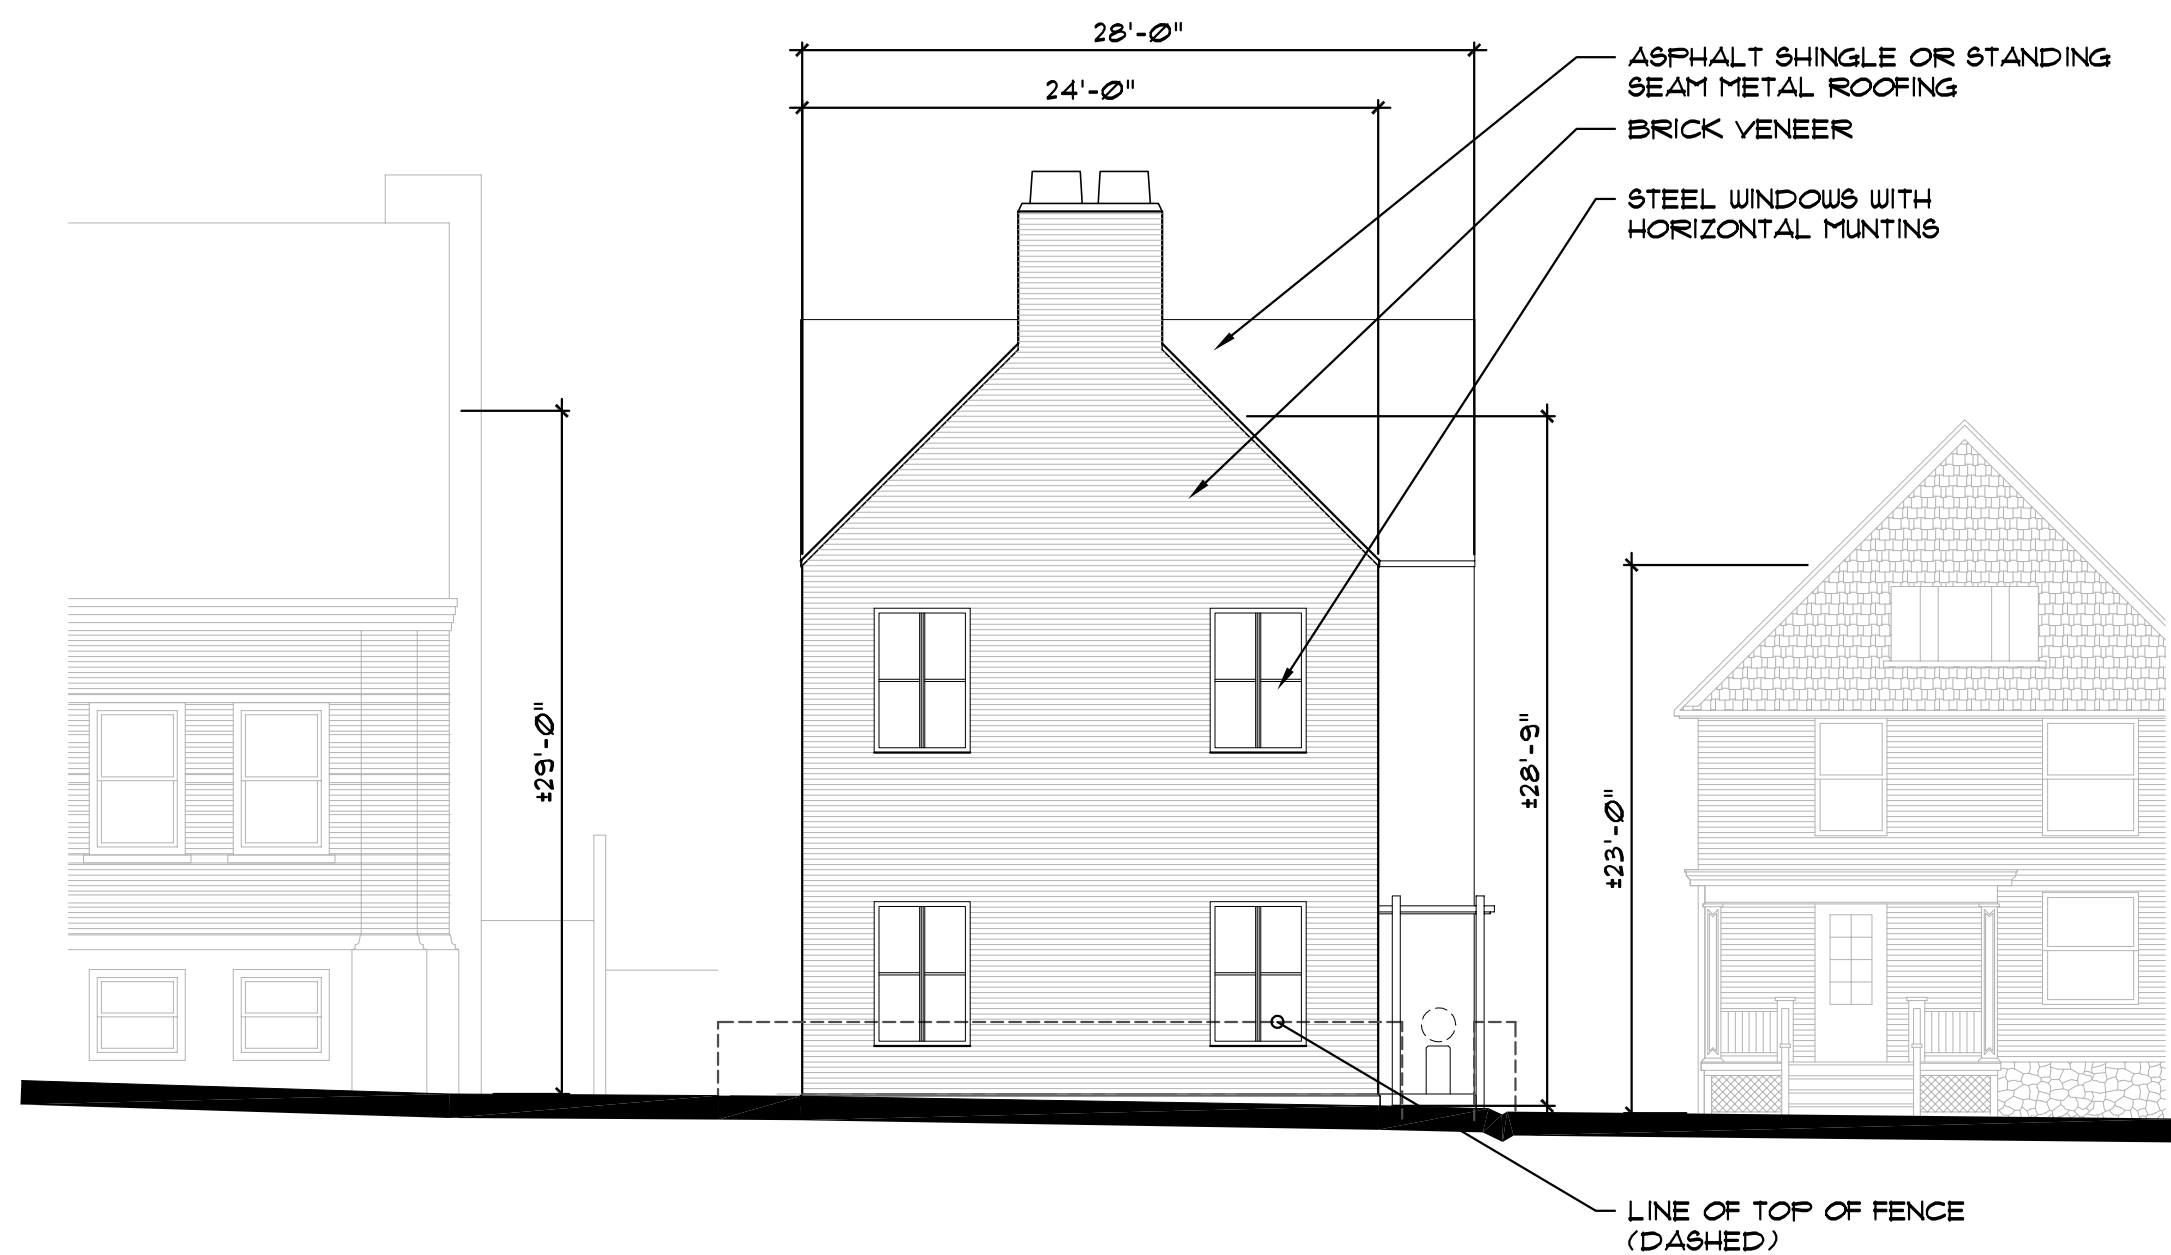 28'-0"
24'-0"
ASPHALT SHINGLE OR STANDING
SEAM METAL ROOFING
BRICK VENEER
STEEL WINDOWS WITH
HORIZONTAL MUNTINS
±29'-0"
±28'-9"
±23'-0"
LINE OF TOP OF FENCE
(DASHED)